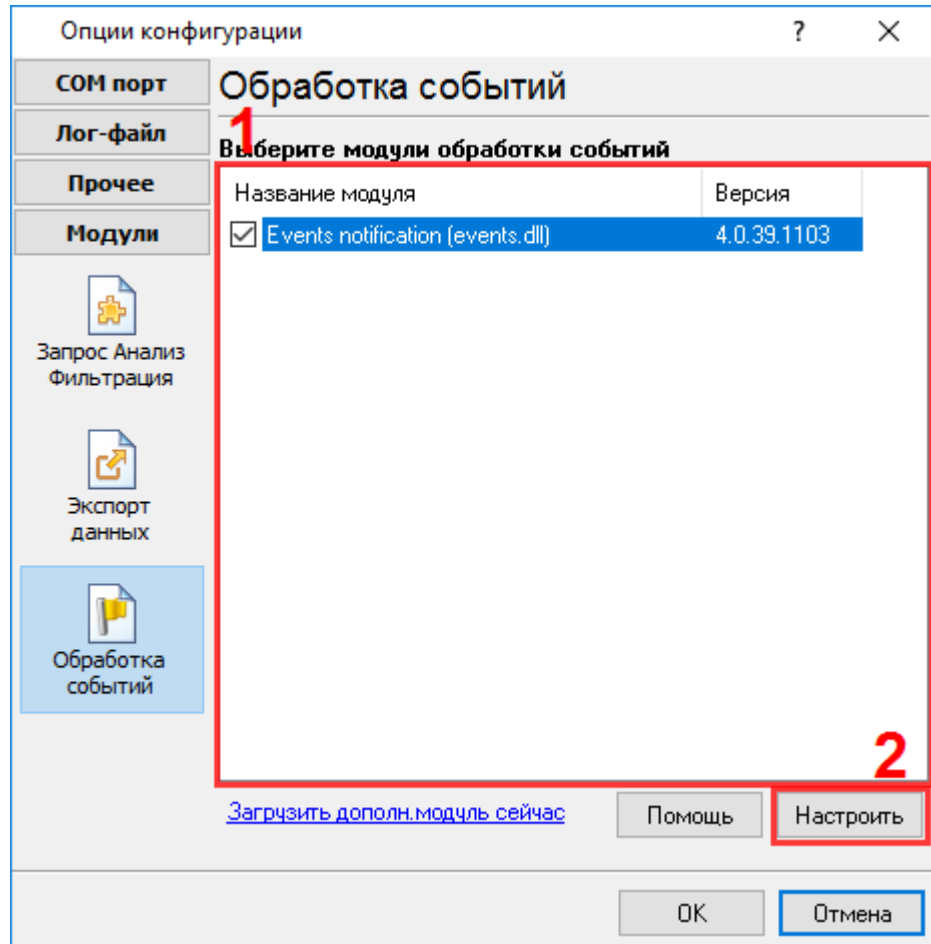 Опции конфигурации
?
COM порт
Лог-файл
Прочее
Модули
Запрос Анализ
Фильтрация
Экспорт
данных
Обработка
событий
Обработка событий
1
Выберите модули обработки событий
Название модуля Версия
Events notification (events.dll) 4.0.39.1103
2
Загрузить дополн.модуль сейчас
Помощь
Настроить
OK
Отмена